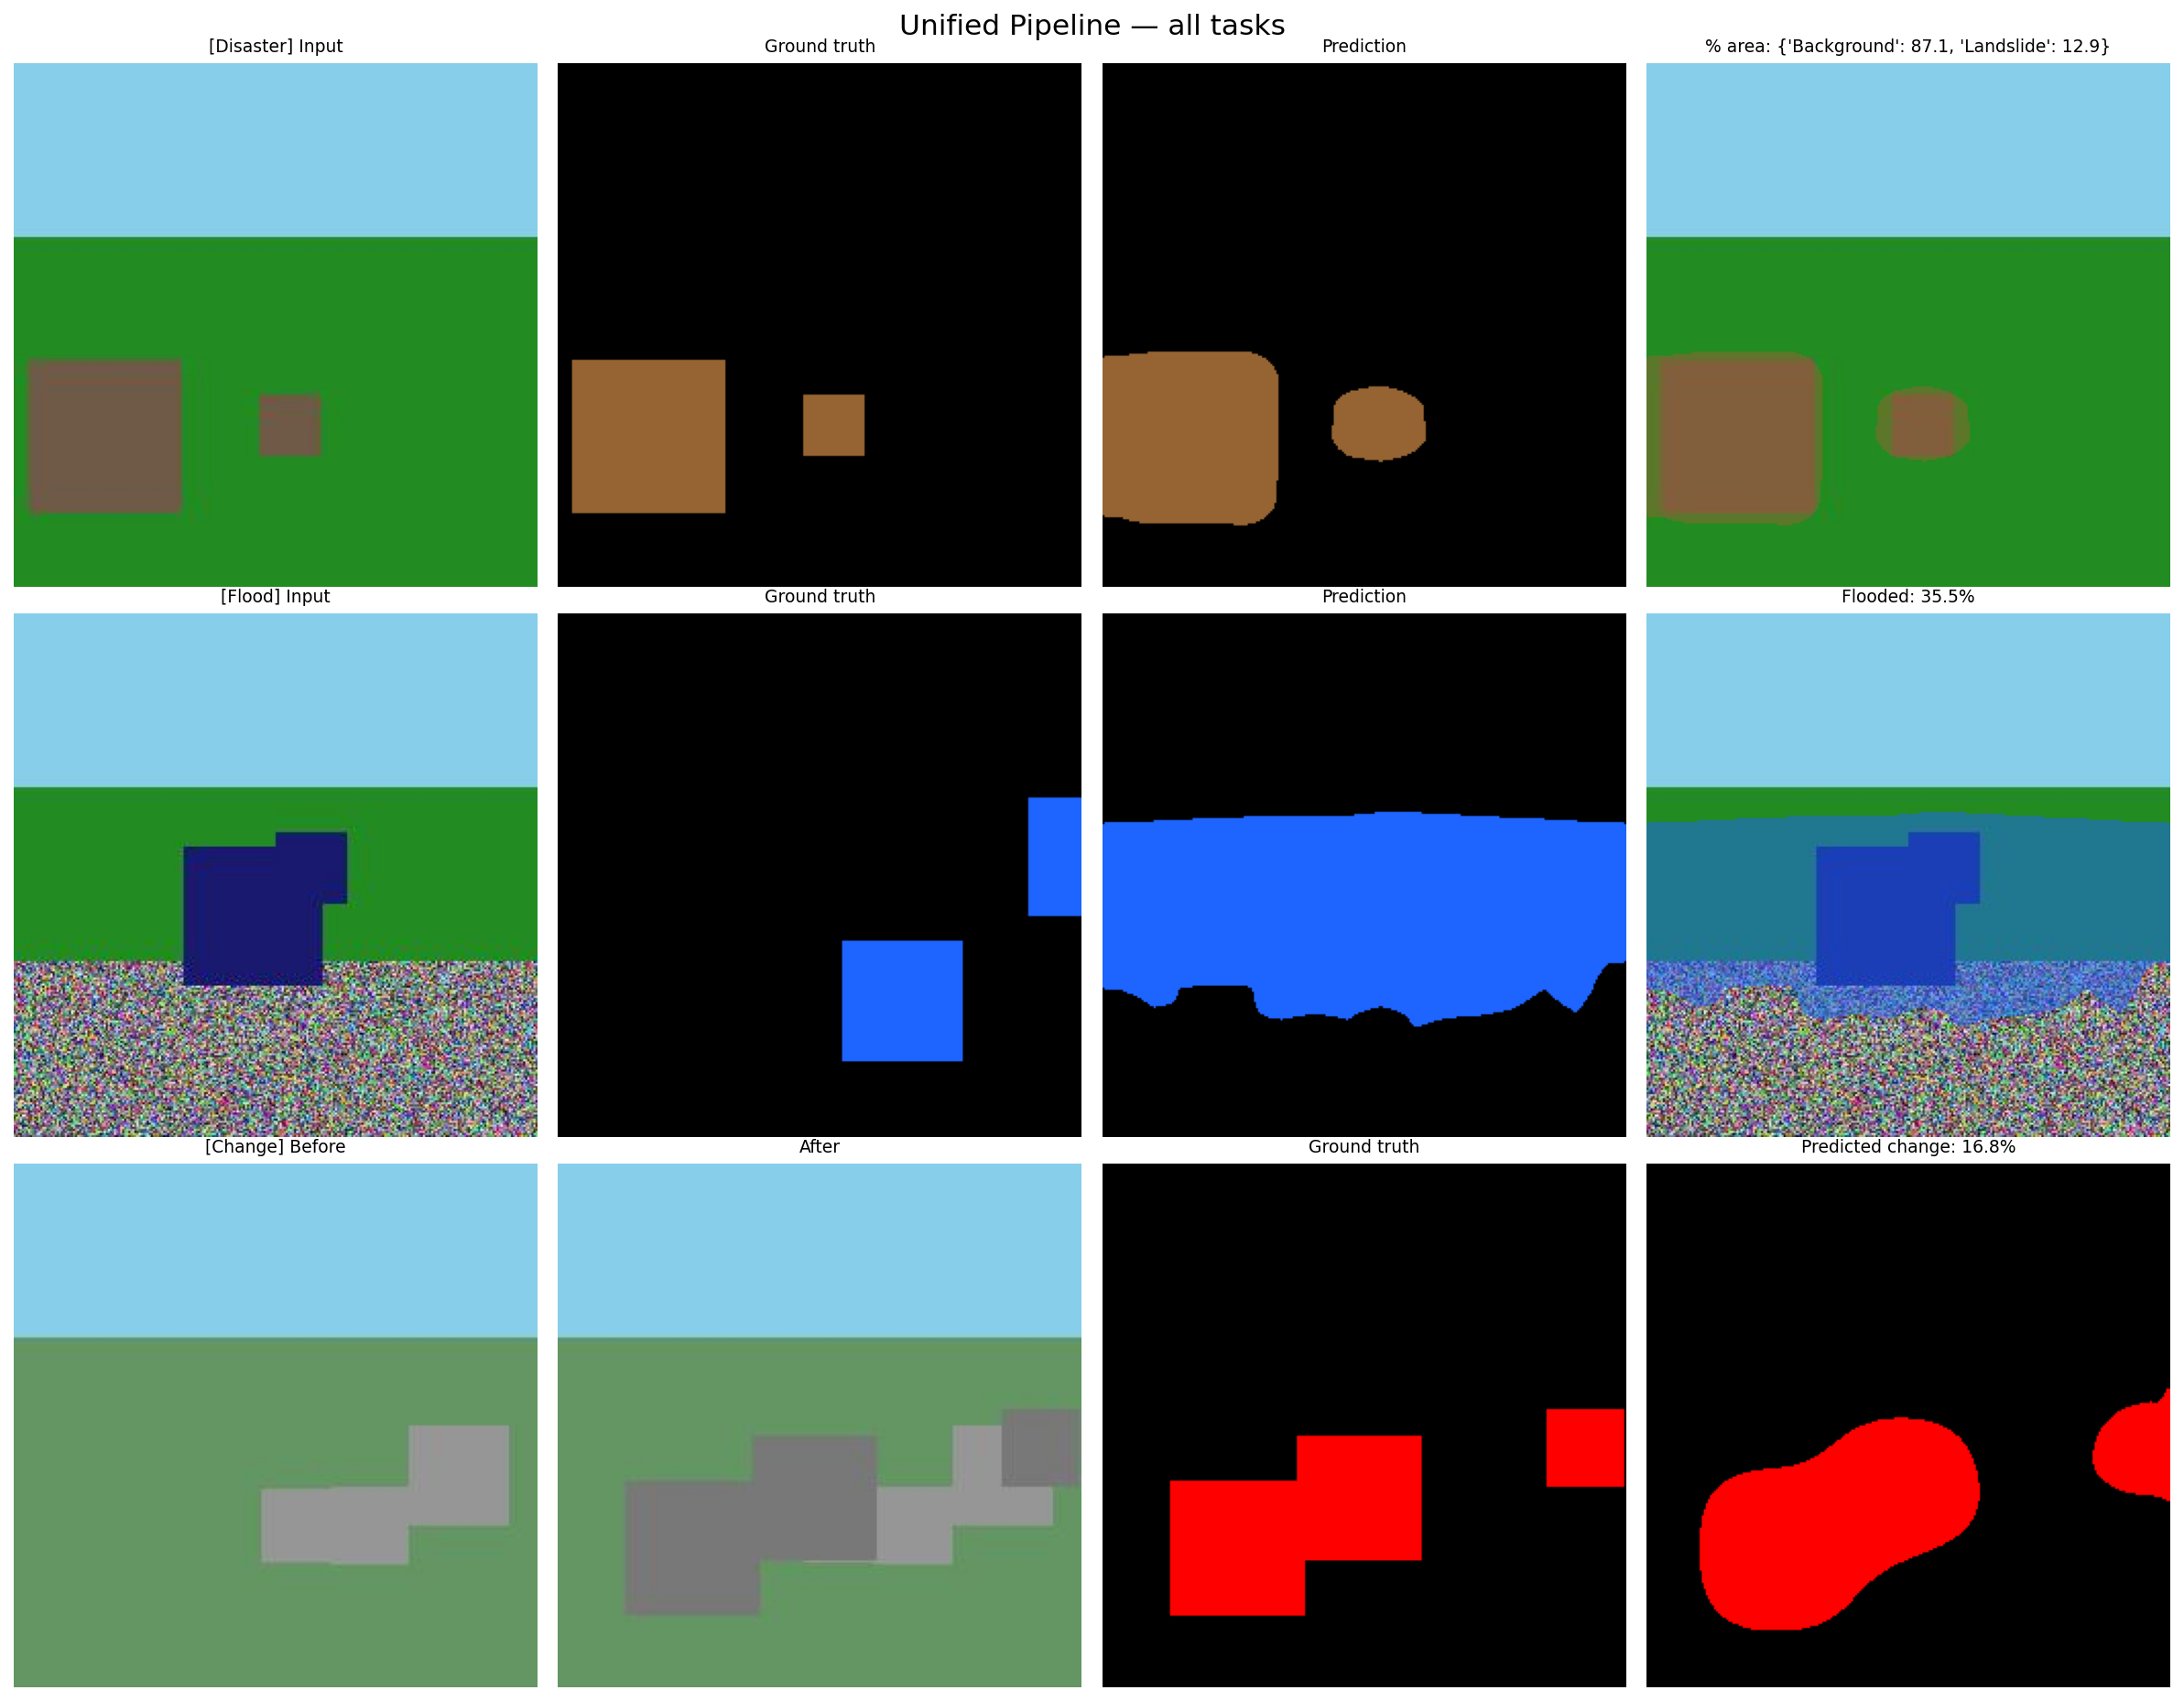 Unified Pipeline — all tasks
[Disaster] Input
Ground truth
Prediction
% area: {'Background': 87.1, 'Landslide': 12.9}
[Flood] Input
Ground truth
Prediction
Flooded: 35.5%
[Change] Before
After
Ground truth
Predicted change: 16.8%